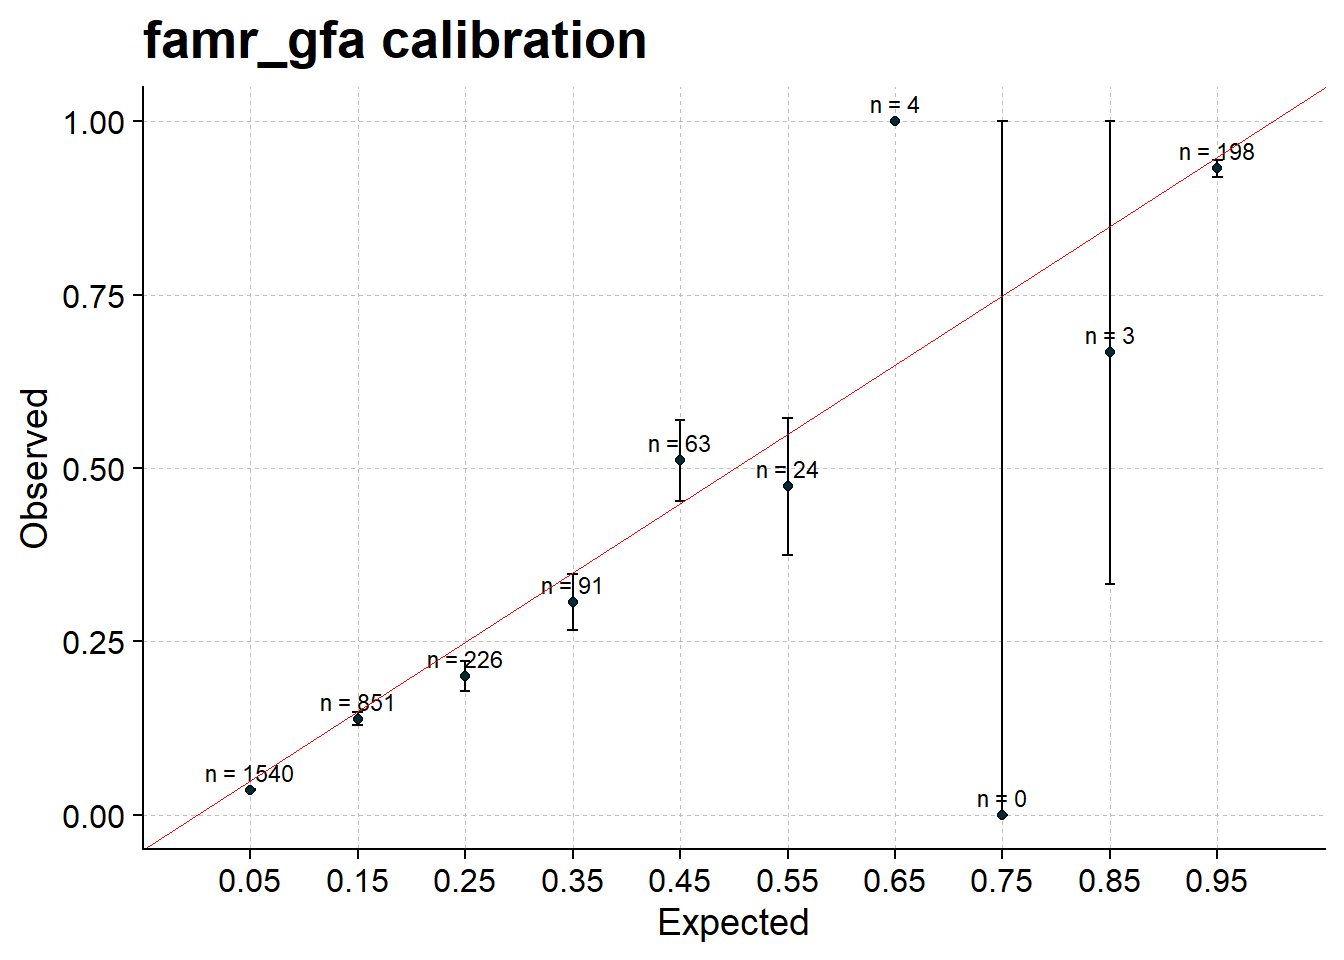 famr_gfa calibration
n = 4
1.00
n = 198
0.75
n = 3
Observed
0.50
n = 63
n = 24
n = 91
0.25
n = 226
n = 851
n = 1540
n = 0
0.00
0.05 0.15 0.25 0.35 0.45 0.55 0.65 0.75 0.85 0.95
Expected